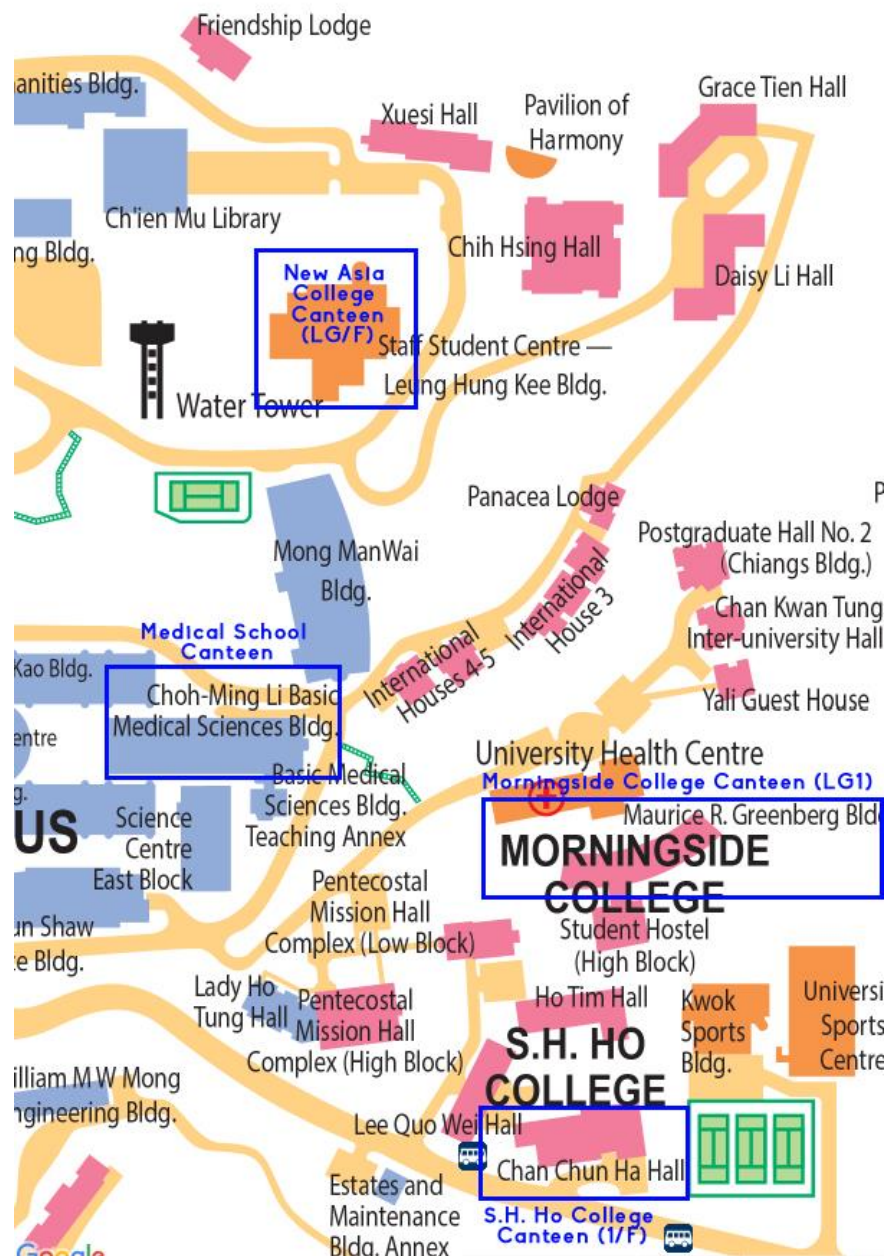 Friendship Lodge
anities Bldg.
Grace Tien Hall
Xuesi Hall
Pavilion of
Harmony
Ch'ien Mu Library
ng Bldg.
Chih Hsing Hall
Daisy Li Hall
New Asia
College
Canteen
(LG/F)
Staff Student Centre —
Leung Hung Kee Bldg.
Water Tower
Panacea Lodge
P
Mong ManWai
Bldg.
Postgraduate Hall No. 2
(Chiangs Bldg.)
International
House 3
Chan Kwan Tung
Inter-university Hall
Medical School
Canteen
International
Houses 4-5
Kao Bldg.
Choh-Ming Li Basic
Medical Sciences Bldg.
Yali Guest House
entre
University Health Centre
Morningside College Canteen (LG1)
g.
Basic Medical
Sciences Bldg.
Teaching Annex
Maurice R. Greenberg Bld
US
Science
Centre
East Block
MORNINGSIDE
COLLEGE
Pentecostal
Mission Hall
Complex (Low Block)
un Shaw
ce Bldg.
Student Hostel
(High Block)
Lady Ho
Tung Hall
Pentecostal
Mission Hall
Complex (High Block)
Ho Tim Hall
Kwok
Sports
Bldg.
Universi
Sports
Centre
S.H. HO
COLLEGE
illiam M W Mong
ngineering Bldg.
Lee Quo Wei Hall
Chan Chun Ha Hall
Estates and
Maintenance
Bldg. Annex
S.H. Ho College
Canteen (1/F)
Google